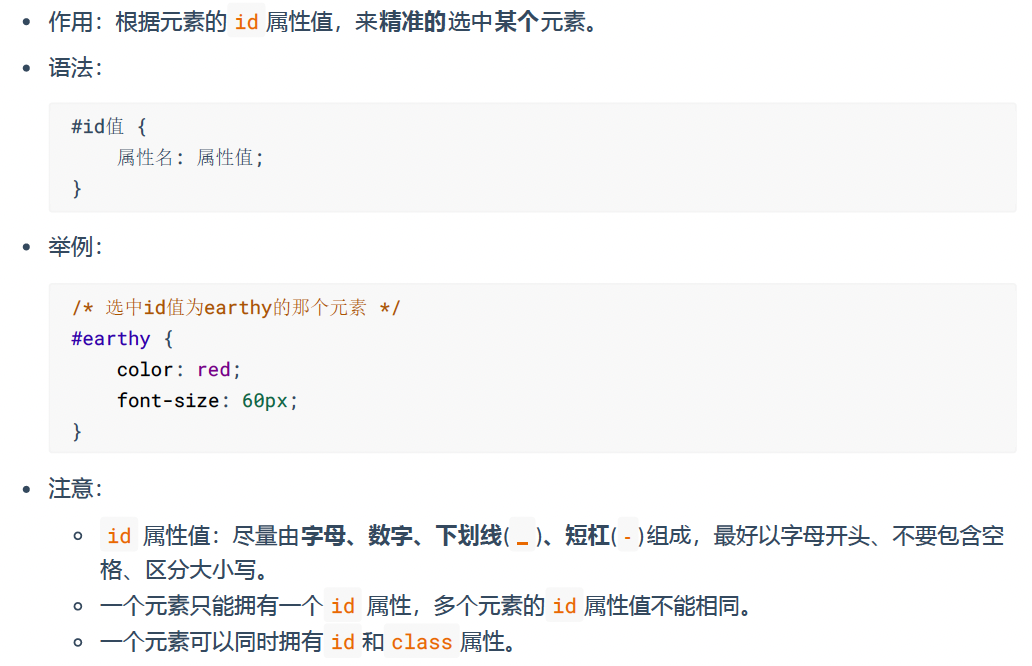 作用：根据元素的 id 属性值，来精准的选中某个元素。
语法：
#id值 {
属性名: 属性值;
}
举例：
/* 选中id值为earthy的那个元素 */
#earthy {
color: red;
font-size: 60px;
}
注意：
id 属性值：尽量由字母、数字、下划线( _ )、短杠( - )组成，最好以字母开头、不要包含空
格、区分大小写。
一个元素只能拥有一个 id 属性，多个元素的 id 属性值不能相同。
一个元素可以同时拥有 id 和 class 属性。